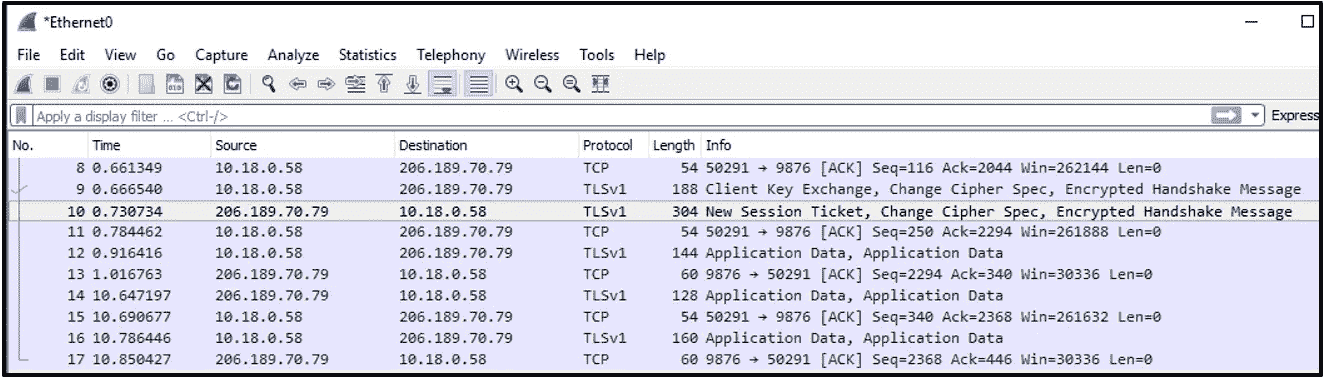 *Ethernet0
File Edit View Go Capture Analyze Statistics Telephony Wireless Tools Help
Apply a display filter ... <Ctrl-/> Express
No. Time Source Destination Protocol Length Info
8 0.661349 10.18.0.58 206.189.70.79 TCP 54 50291 → 9876 [ACK] Seq=116 Ack=2044 Win=262144 Len=0
9 0.666540 10.18.0.58 206.189.70.79 TLSv1 188 Client Key Exchange, Change Cipher Spec, Encrypted Handshake Message
10 0.730734 206.189.70.79 10.18.0.58 TLSv1 304 New Session Ticket, Change Cipher Spec, Encrypted Handshake Message
11 0.784462 10.18.0.58 206.189.70.79 TCP 54 50291 → 9876 [ACK] Seq=250 Ack=2294 Win=261888 Len=0
12 0.916416 10.18.0.58 206.189.70.79 TLSv1 144 Application Data, Application Data
13 1.016763 206.189.70.79 10.18.0.58 TCP 60 9876 → 50291 [ACK] Seq=2294 Ack=340 Win=30336 Len=0
14 10.647197 206.189.70.79 10.18.0.58 TLSv1 128 Application Data, Application Data
15 10.690677 10.18.0.58 206.189.70.79 TCP 54 50291 → 9876 [ACK] Seq=340 Ack=2368 Win=261632 Len=0
16 10.786446 10.18.0.58 206.189.70.79 TLSv1 160 Application Data, Application Data
17 10.850427 206.189.70.79 10.18.0.58 TCP 60 9876 → 50291 [ACK] Seq=2368 Ack=446 Win=30336 Len=0